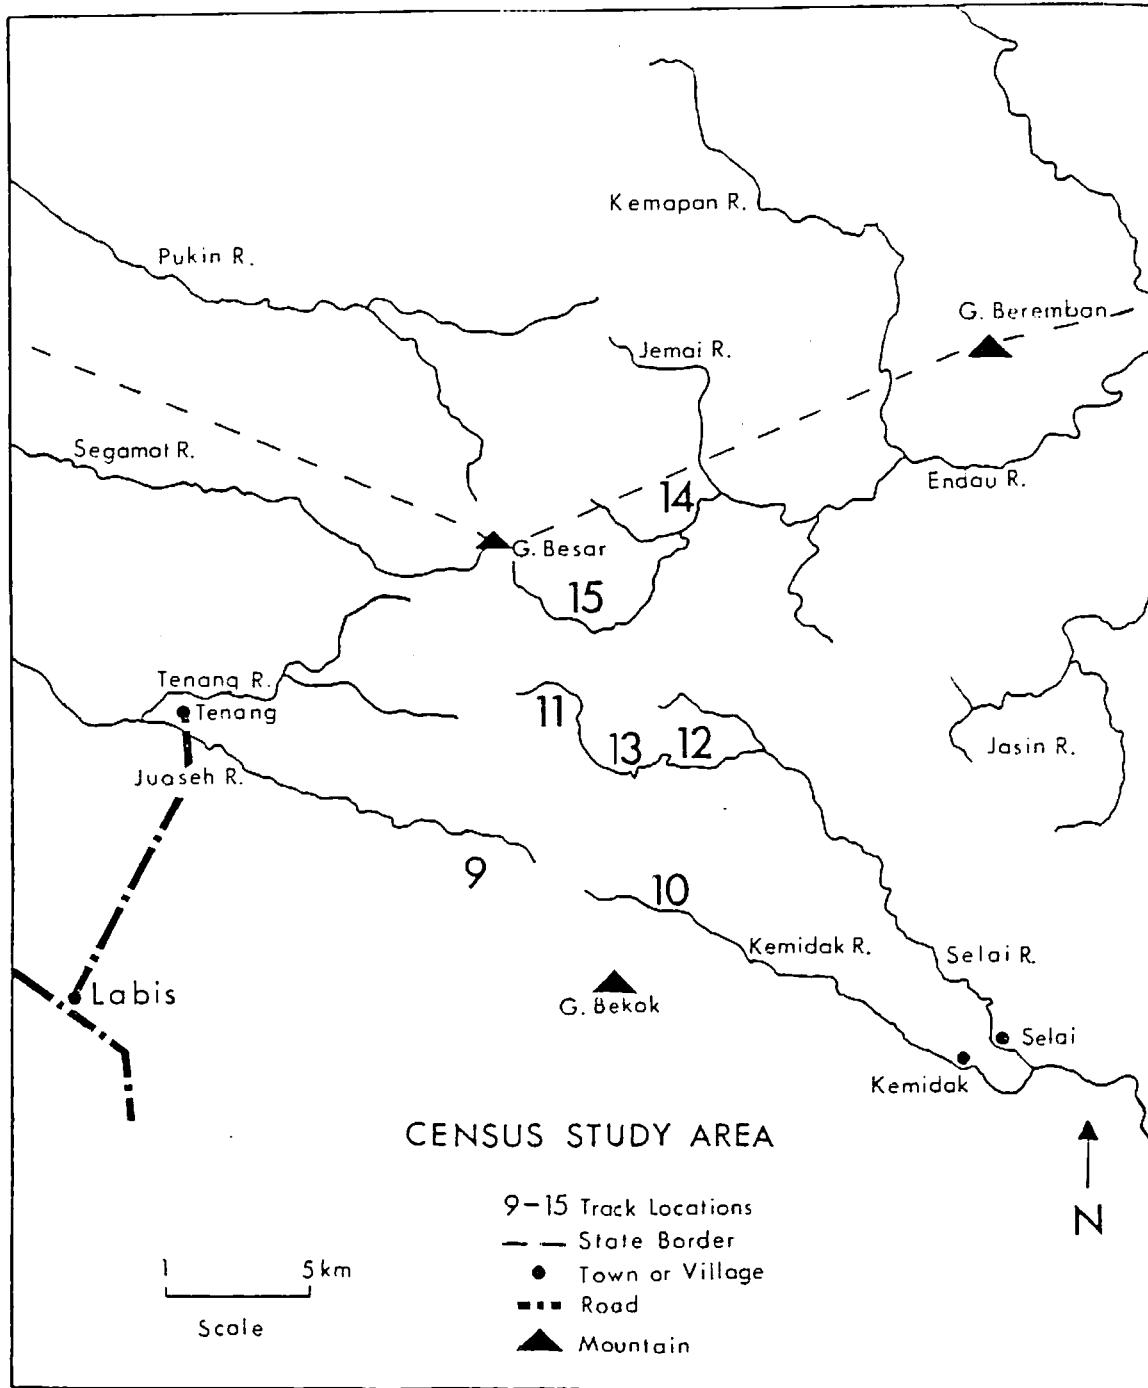 Kemapan R.
Pukin R.
G. Beremban
Jemai R.
Segamat R.
Endau R.
14
G. Besar
15
Tenang R.
Tenang
11
13
12
Jasin R.
Juaseh R.
9
10
Kemidak R.
Selai R.
Labis
G. Bekok
Selai
Kemidak
CENSUS STUDY AREA
9-15 Track Locations
State Border
Town or Village
Road
Mountain
1 5 km
Scale
N